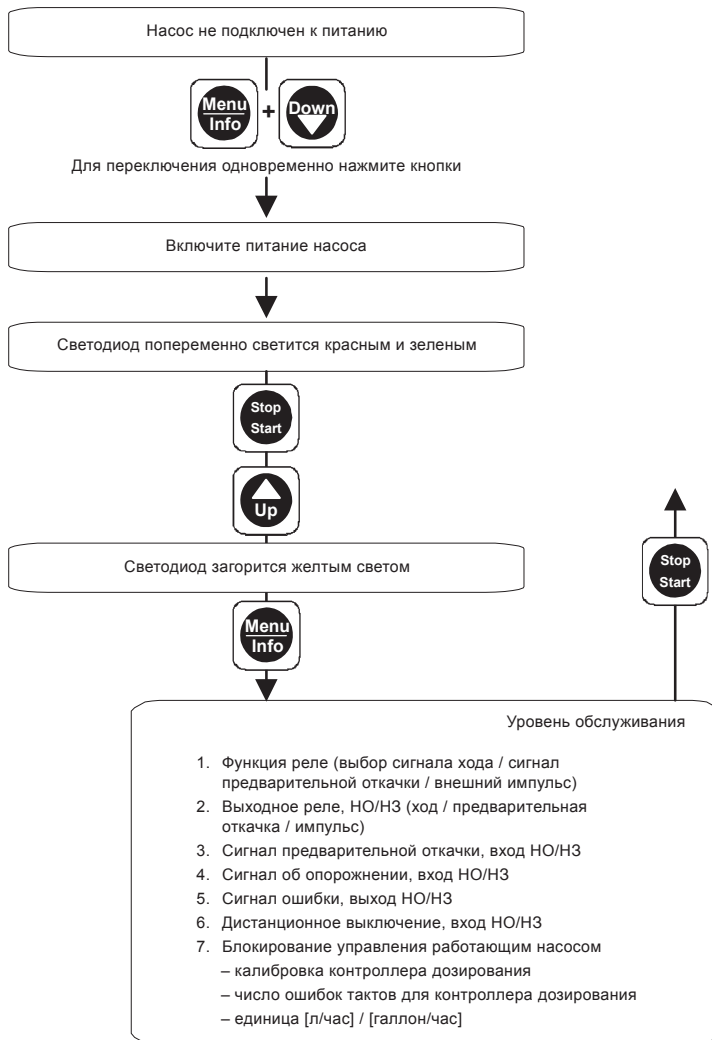 Насос не подключен к питанию
Menu
Info
+
Down
Для переключения одновременно нажмите кнопки
Включите питание насоса
Светодиод попеременно светится красным и зеленым
Stop
Start
Up
Светодиод загорится желтым светом
Stop
Start
Menu
Info
Уровень обслуживания
1. Функция реле (выбор сигнала хода / сигнал
предварительной откачки / внешний импульс)
2. Выходное реле, НО/НЗ (ход / предварительная
откачка / импульс)
3. Сигнал предварительной откачки, вход НО/НЗ
4. Сигнал об опорожнении, вход НО/НЗ
5. Сигнал ошибки, выход НО/НЗ
6. Дистанционное выключение, вход НО/НЗ
7. Блокирование управления работающим насосом
– калибровка контроллера дозирования
– число ошибок тактов для контроллера дозирования
– единица [л/час] / [галлон/час]